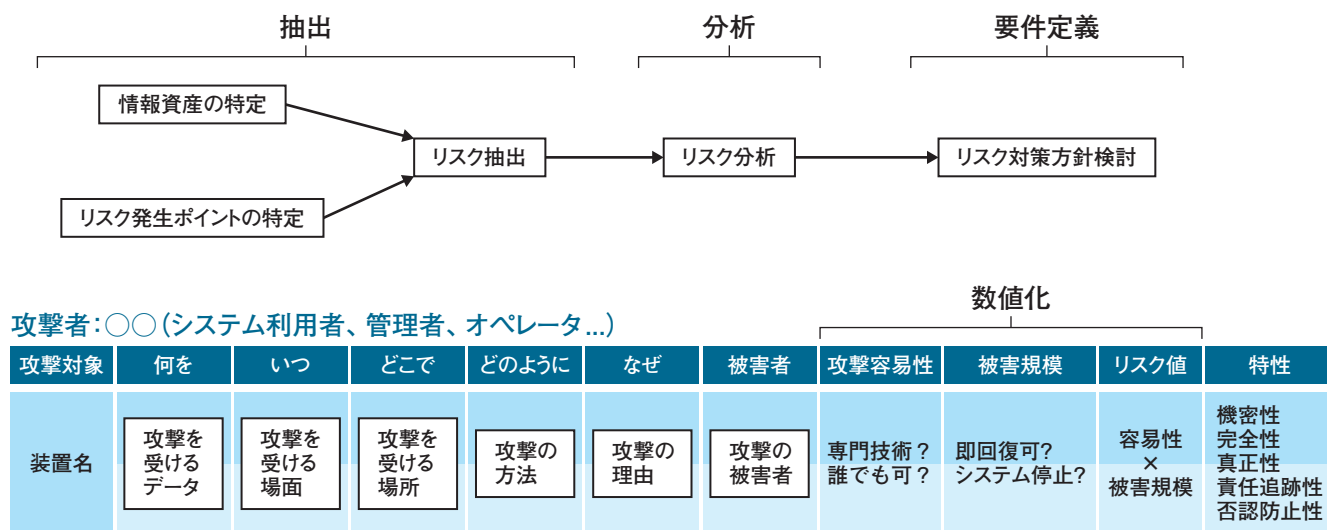 抽出
分析
要件定義
情報資産の特定
リスク抽出
リスク分析
リスク対策方針検討
リスク発生ポイントの特定
数値化
攻撃者:○○(システム利用者、管理者、オペレータ...)
攻撃対象
何を
いつ
どこで
どのように
なぜ
被害者
攻撃容易性
被害規模
リスク値
特性
装置名
攻撃を
受ける
データ
攻撃を
受ける
場面
攻撃を
受ける
場所
攻撃の
方法
攻撃の
理由
攻撃の
被害者
専門技術?
誰でも可?
即回復可?
システム停止?
容易性
×
被害規模
機密性
完全性
真正性
責任追跡性
否認防止性